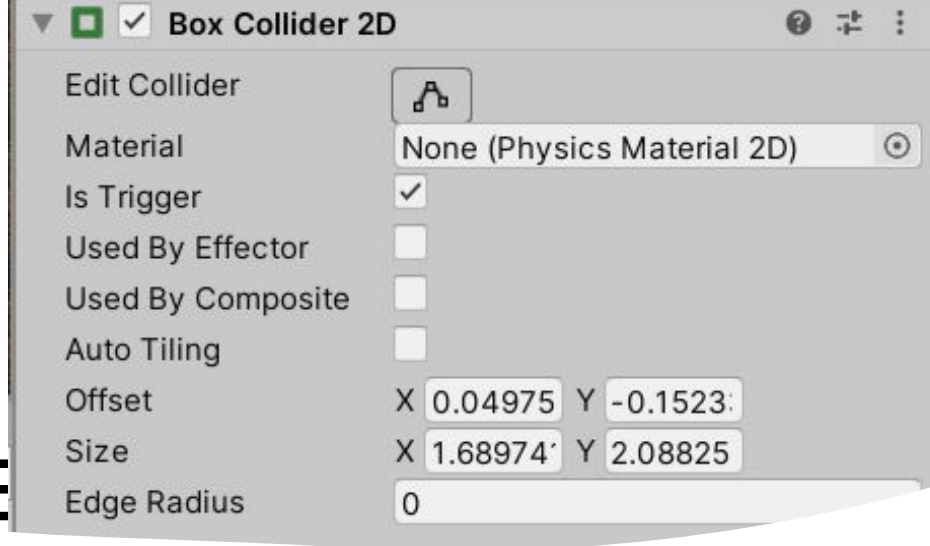 Box Collider 2D
Edit Collider
Material None (Physics Material 2D)
Is Trigger
Used By Effector
Used By Composite
Auto Tiling
Offset X 0.04975 Y -0.1523
Size X 1.68974 Y 2.08825
Edge Radius 0